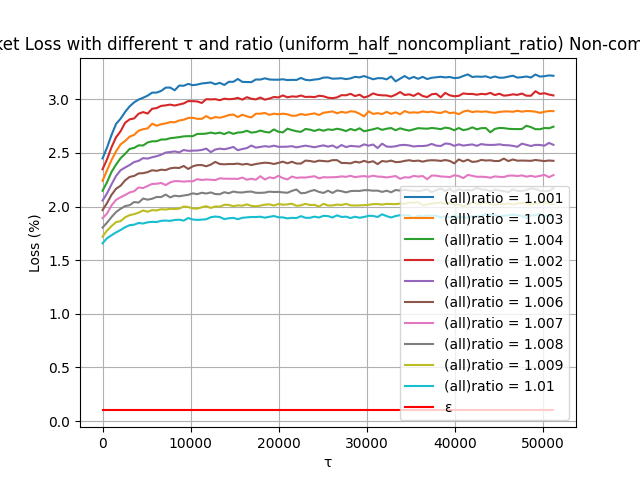 ket Loss with different τ and ratio (uniform_half_noncompliant_ratio) Non-com
Loss (%)
3.0
2.5
2.0
1.5
1.0
0.5
0.0
(all)ratio = 1.001
(all)ratio = 1.003
(all)ratio = 1.004
(all)ratio = 1.002
(all)ratio = 1.005
(all)ratio = 1.006
(all)ratio = 1.007
(all)ratio = 1.008
(all)ratio = 1.009
(all)ratio = 1.01
ε
0 10000 20000 30000 40000 50000
τ